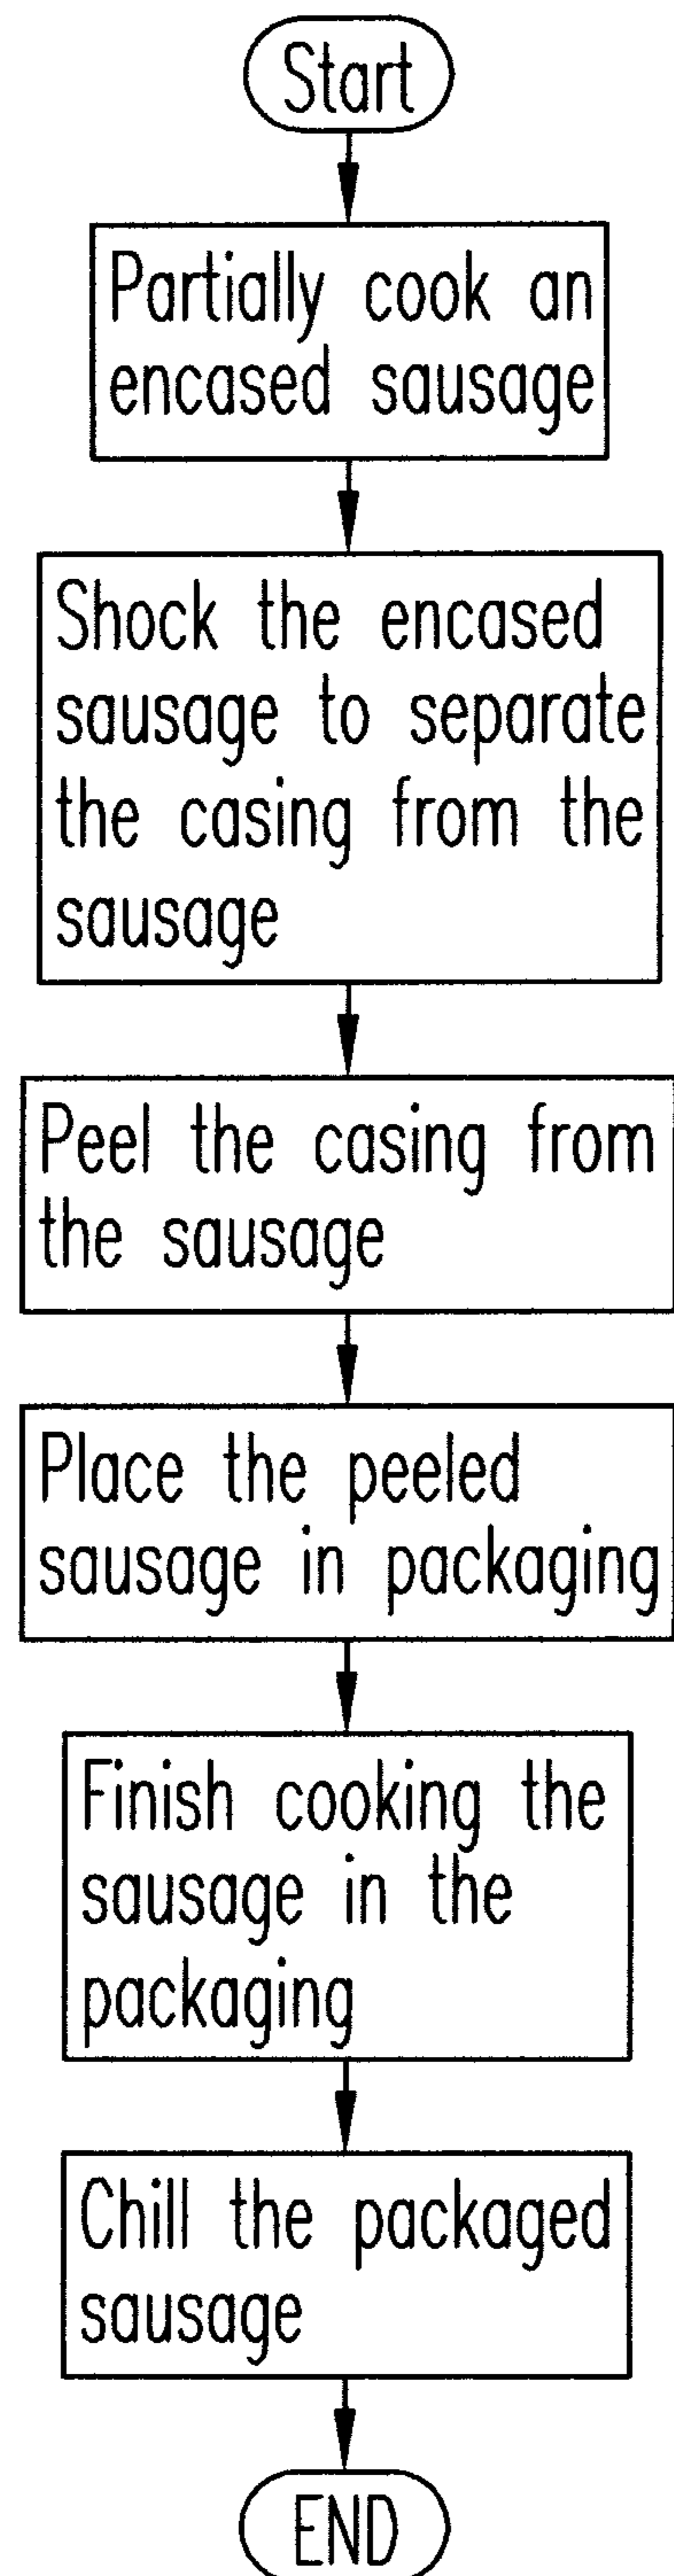 Start
Partially cook an
encased sausage
Shock the encased
sausage to separate
the casing from the
sausage
Peel the casing from
the sausage
Place the peeled
sausage in packaging
Finish cooking the
sausage in the
packaging
Chill the packaged
sausage
END